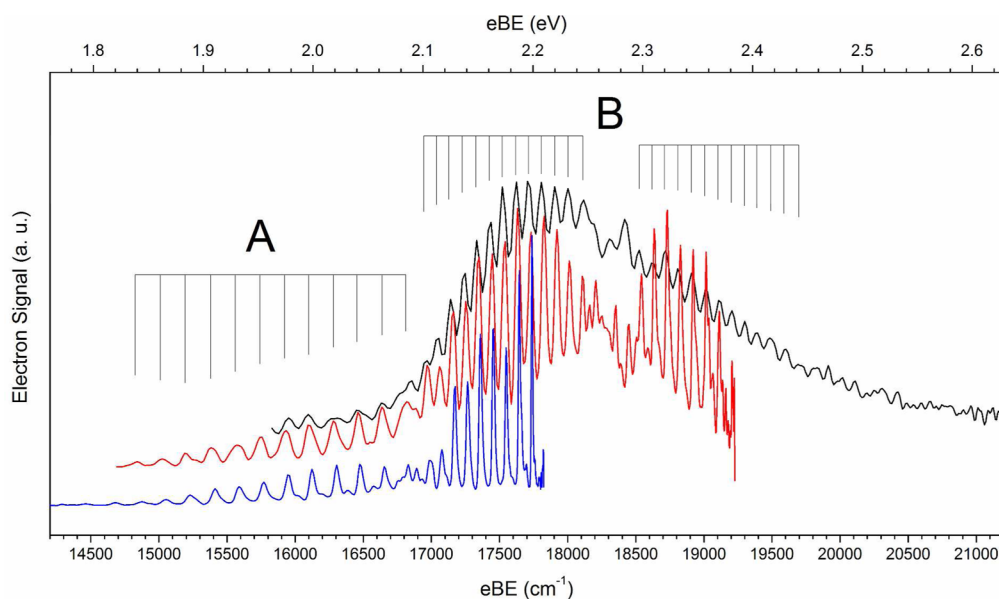 eBE (eV)
1.8 1.9 2.0 2.1 2.2 2.3 2.4 2.5 2.6
B
A
Electron Signal (a. u.)
14500 15000 15500 16000 16500 17000 17500 18000 18500 19000 19500 20000 20500 21000
eBE (cm⁻¹)